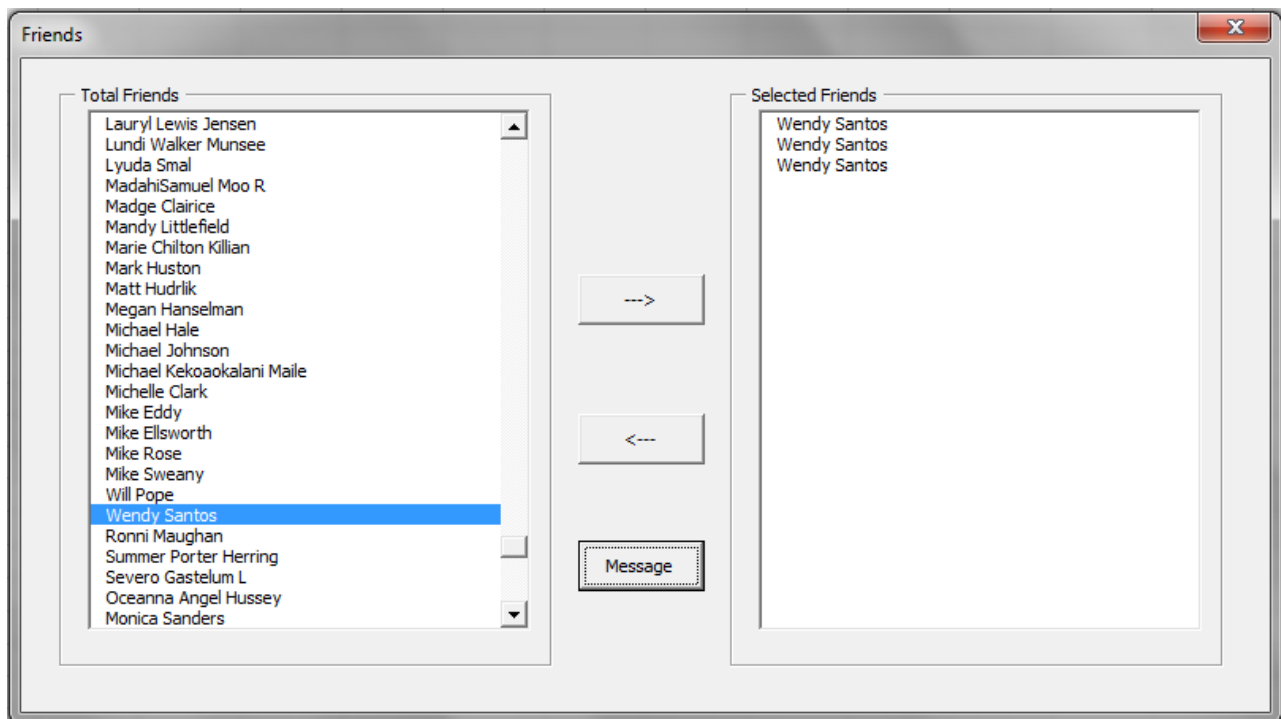 Friends
Total Friends
Lauryl Lewis Jensen
Lundi Walker Munsee
Lyuda Smal
MadahiSamuel Moo R
Madge Clairice
Mandy Littlefield
Marie Chilton Killian
Mark Huston
Matt Hudrlik
Megan Hanselman
Michael Hale
Michael Johnson
Michael Kekoaokalani Maile
Michelle Clark
Mike Eddy
Mike Ellsworth
Mike Rose
Mike Sweany
Will Pope
Wendy Santos
Ronni Maughan
Summer Porter Herring
Severo Gastelum L
Oceanna Angel Hussey
Monica Sanders
--->
<---
Message
Selected Friends
Wendy Santos
Wendy Santos
Wendy Santos